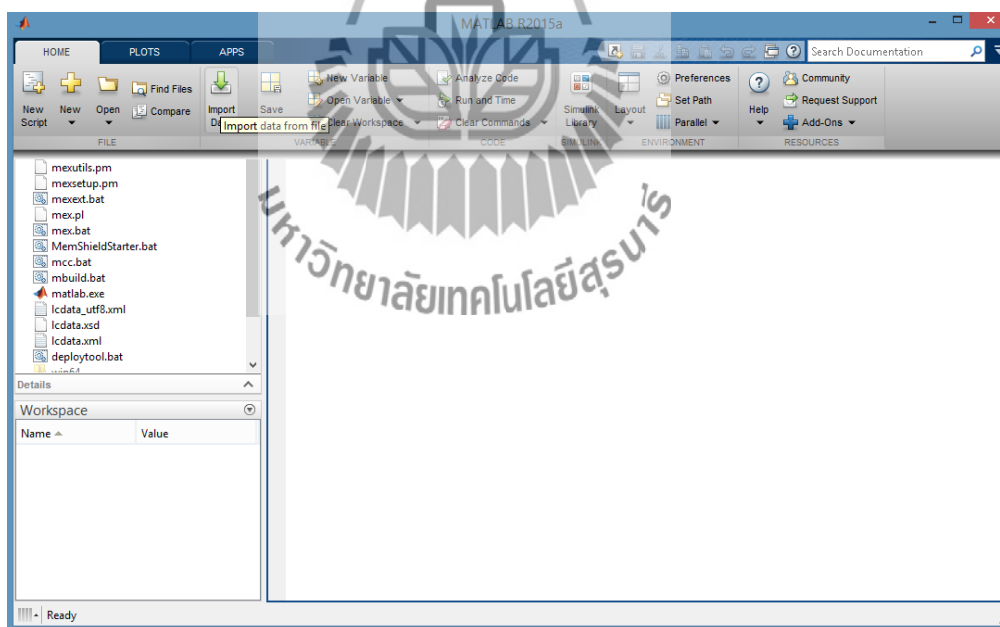 MATLAB R2015a
HOME PLOTS APPS
Search Documentation
New Script
New
Open
Find Files
Compare
Import Da
Import data from file
Save
New Variable
Open Variable
Clear Workspace
Analyze Code
Run and Time
Clear Commands
Simulink Library
Layout
Preferences
Set Path
Parallel
Help
Community
Request Support
Add-Ons
FILE VARIABLE CODE SIMULINK ENVIRONMENT RESOURCES
mexutils.pm
mexsetup.pm
mexext.bat
mex.pl
mex.bat
MemShieldStarter.bat
mcc.bat
mbuild.bat
matlab.exe
lcdata_utf8.xml
lcdata.xsd
lcdata.xml
deploytool.bat
win64
Details
Workspace
Name Value
Ready
มหาวิทยาลัยเทคโนโลยีสุรนารี